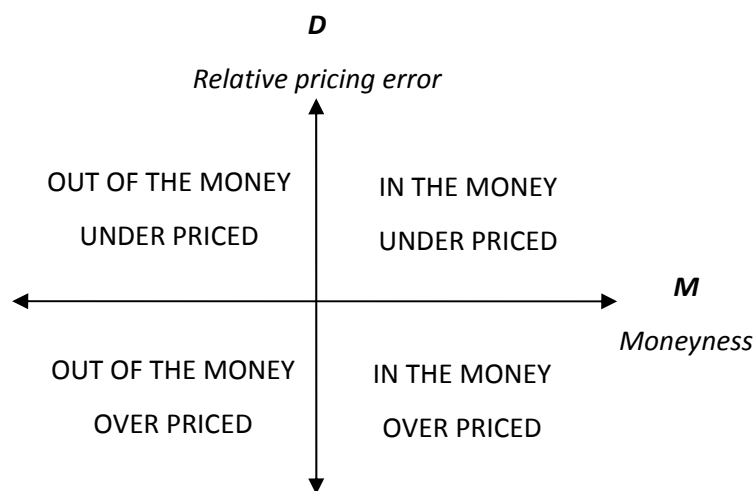 D
Relative pricing error
OUT OF THE MONEY
UNDER PRICED
IN THE MONEY
UNDER PRICED
M
Moneyness
OUT OF THE MONEY
OVER PRICED
IN THE MONEY
OVER PRICED